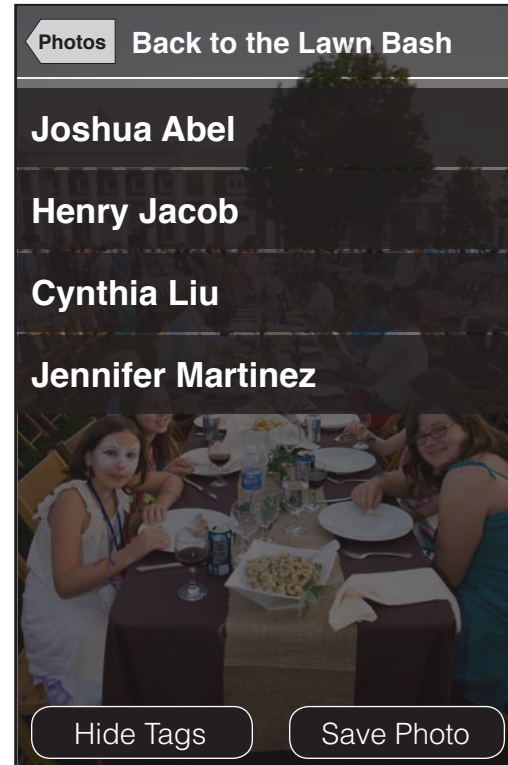 Photos Back to the Lawn Bash
Joshua Abel
Henry Jacob
Cynthia Liu
Jennifer Martinez
Hide Tags Save Photo